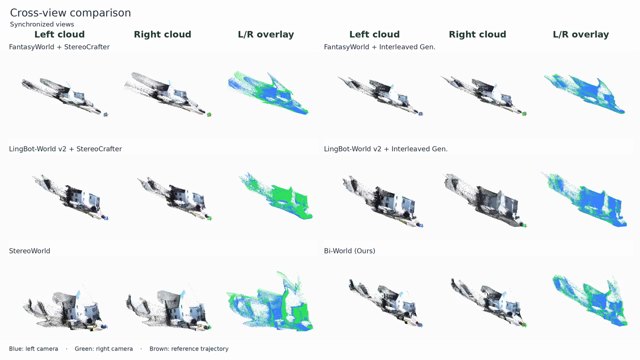 Cross-view comparison
Synchronized views
Left cloud Right cloud L/R overlay Left cloud Right cloud L/R overlay
FantasyWorld + StereoCrafter FantasyWorld + Interleaved Gen.
LingBot-World v2 + StereoCrafter LingBot-World v2 + Interleaved Gen.
StereoWorld Bi-World (Ours)
Blue: left camera · Green: right camera · Brown: reference trajectory